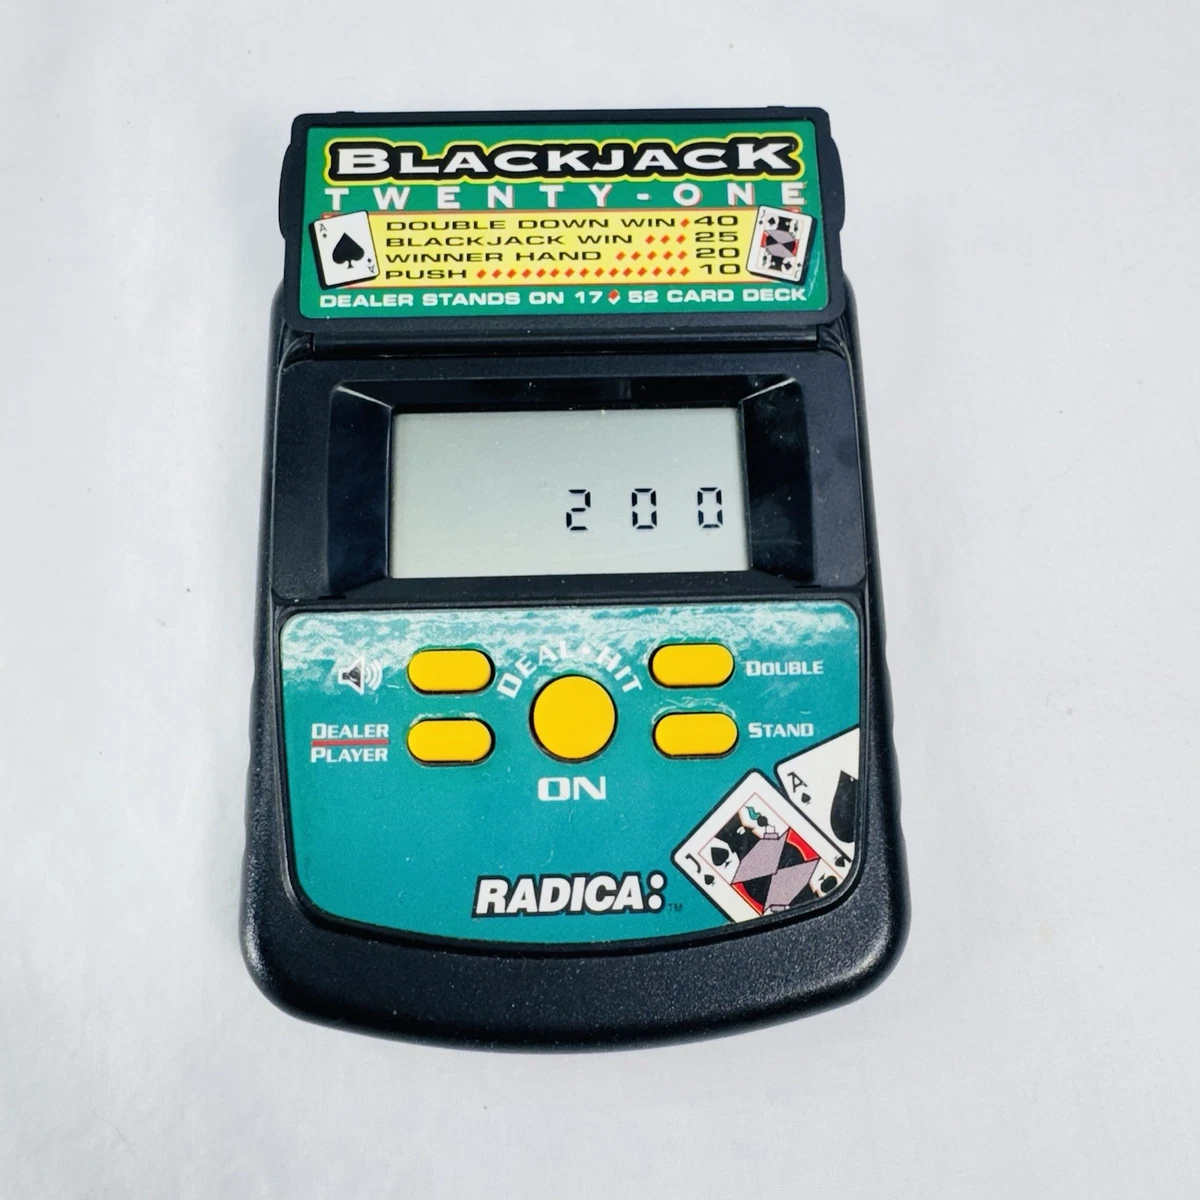 BLACKJACK
TWENTY-ONE
A
DOUBLE DOWN WIN 40
J
BLACKJACK WIN 25
WINNER HAND 20
PUSH 10
A
DEALER STANDS ON 17 52 CARD DECK
200
DEAL HIT
DOUBLE
DEALER
PLAYER
STAND
ON
A
J
RADICA:™